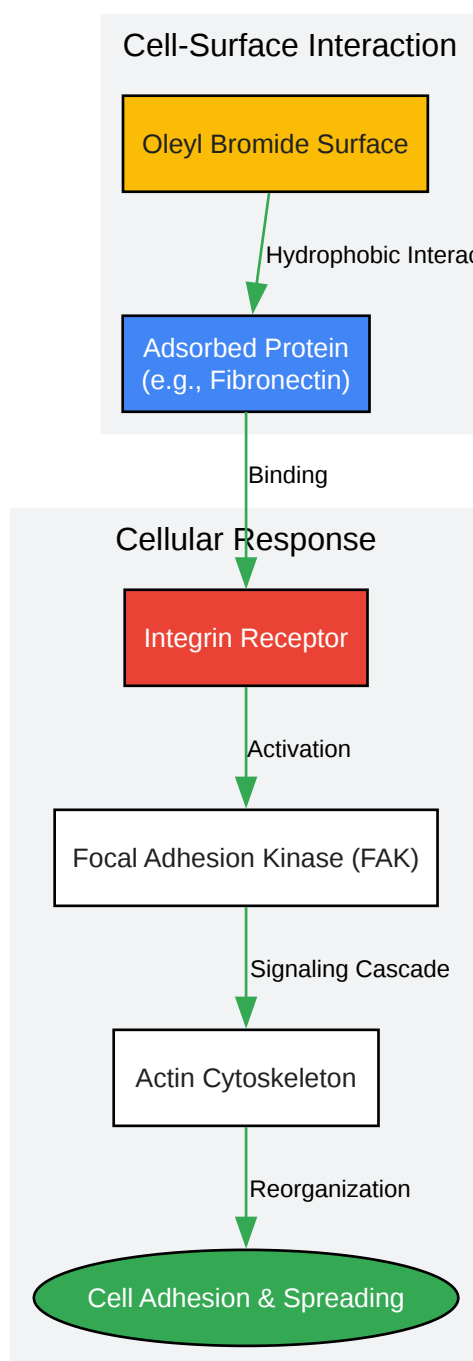 Cell-Surface Interaction
Oleyl Bromide Surface
Hydrophobic
Adsorbed Protein
(e.g., Fibronectin)
Binding
Cellular Response
Integrin Receptor
Activation
Focal Adhesion Kinase (FAK)
Signaling Cascade
Actin Cytoskeleton
Reorganization
Cell Adhesion & Spreading